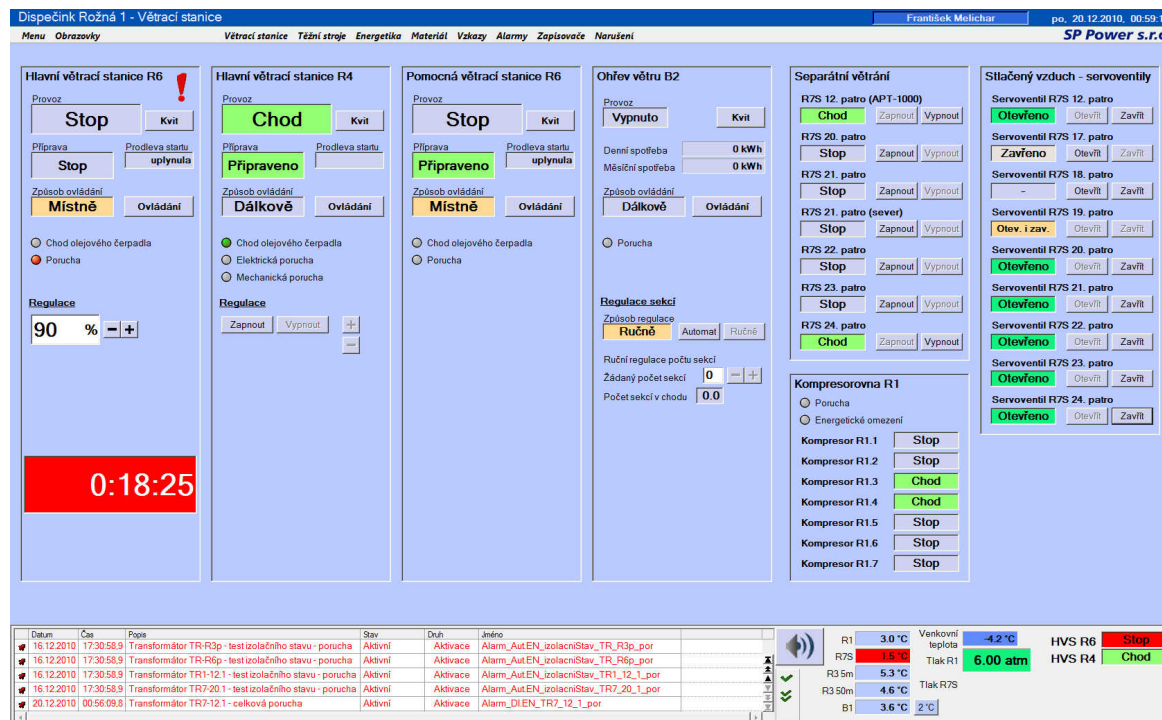 Dispečink Rožná 1 - Větrací stanice
František Melichar
po, 20.12.2010, 00:59:1
Menu Obrazovky Větrací stanice Těžní stroje Energetika Materiál Vzkazy Alarmy Zapisovače Narušení
SP Power s.r.o
Hlavní větrací stanice R6
Provoz
Stop Kvit
Příprava Prodleva startu
Stop uplynula
Způsob ovládání
Místně Ovládání
Chod olejového čerpadla
Porucha
Regulace
90 % − +
0:18:25
Hlavní větrací stanice R4
Provoz
Chod Kvit
Příprava Prodleva startu
Připraveno
Způsob ovládání
Dálkově Ovládání
Chod olejového čerpadla
Elektrická porucha
Mechanická porucha
Regulace
Zapnout Vypnout +
−
Pomocná větrací stanice R6
Provoz
Stop Kvit
Příprava Prodleva startu
Připraveno uplynula
Způsob ovládání
Místně Ovládání
Chod olejového čerpadla
Porucha
Ohřev větru B2
Provoz
Vypnuto Kvit
Denní spotřeba 0 kWh
Měsíční spotřeba 0 kWh
Způsob ovládání
Dálkově Ovládání
Porucha
Regulace sekcí
Způsob regulace
Ručně Automat Ručně
Ruční regulace počtu sekcí
Žádaný počet sekcí 0 − +
Počet sekcí v chodu 0.0
Separátní větrání
R7S 12. patro (APT-1000)
Chod Zapnout Vypnout
R7S 20. patro
Stop Zapnout Vypnout
R7S 21. patro
Stop Zapnout Vypnout
R7S 21. patro (sever)
Stop Zapnout Vypnout
R7S 22. patro
Stop Zapnout Vypnout
R7S 23. patro
Stop Zapnout Vypnout
R7S 24. patro
Chod Zapnout Vypnout
Kompresorovna R1
Porucha
Energetické omezení
Kompresor R1.1 Stop
Kompresor R1.2 Stop
Kompresor R1.3 Chod
Kompresor R1.4 Chod
Kompresor R1.5 Stop
Kompresor R1.6 Stop
Kompresor R1.7 Stop
Stlačený vzduch - servoventily
Servoventil R7S 12. patro
Otevřeno Otevřít Zavřít
Servoventil R7S 17. patro
Zavřeno Otevřít Zavřít
Servoventil R7S 18. patro
– Otevřít Zavřít
Servoventil R7S 19. patro
Otev. i zav. Otevřít Zavřít
Servoventil R7S 20. patro
Otevřeno Otevřít Zavřít
Servoventil R7S 21. patro
Otevřeno Otevřít Zavřít
Servoventil R7S 22. patro
Otevřeno Otevřít Zavřít
Servoventil R7S 23. patro
Otevřeno Otevřít Zavřít
Servoventil R7S 24. patro
Otevřeno Otevřít Zavřít
Datum Čas Popis Stav Druh Jméno
16.12.2010 17:30:58,9 Transformátor TR-R3p - test izolačního stavu - porucha Aktivní Aktivace Alarm_Aut.EN_izolacniStav_TR_R3p_por
16.12.2010 17:30:58,9 Transformátor TR-R6p - test izolačního stavu - porucha Aktivní Aktivace Alarm_Aut.EN_izolacniStav_TR_R6p_por
16.12.2010 17:30:58,9 Transformátor TR1-12.1 - test izolačního stavu - porucha Aktivní Aktivace Alarm_Aut.EN_izolacniStav_TR1_12_1_por
16.12.2010 17:30:58,9 Transformátor TR7-20.1 - test izolačního stavu - porucha Aktivní Aktivace Alarm_Aut.EN_izolacniStav_TR7_20_1_por
20.12.2010 00:56:09,8 Transformátor TR7-12.1 - celková porucha Aktivní Aktivace Alarm_DI.EN_TR7_12_1_por
R1 3.0 °C
R7S 1.5 °C
R3 5m 5.3 °C
R3 50m 4.6 °C
B1 3.6 °C 2 °C
Venkovní teplota -4.2 °C
Tlak R1 6.00 atm
Tlak R7S
HVS R6 Stop
HVS R4 Chod